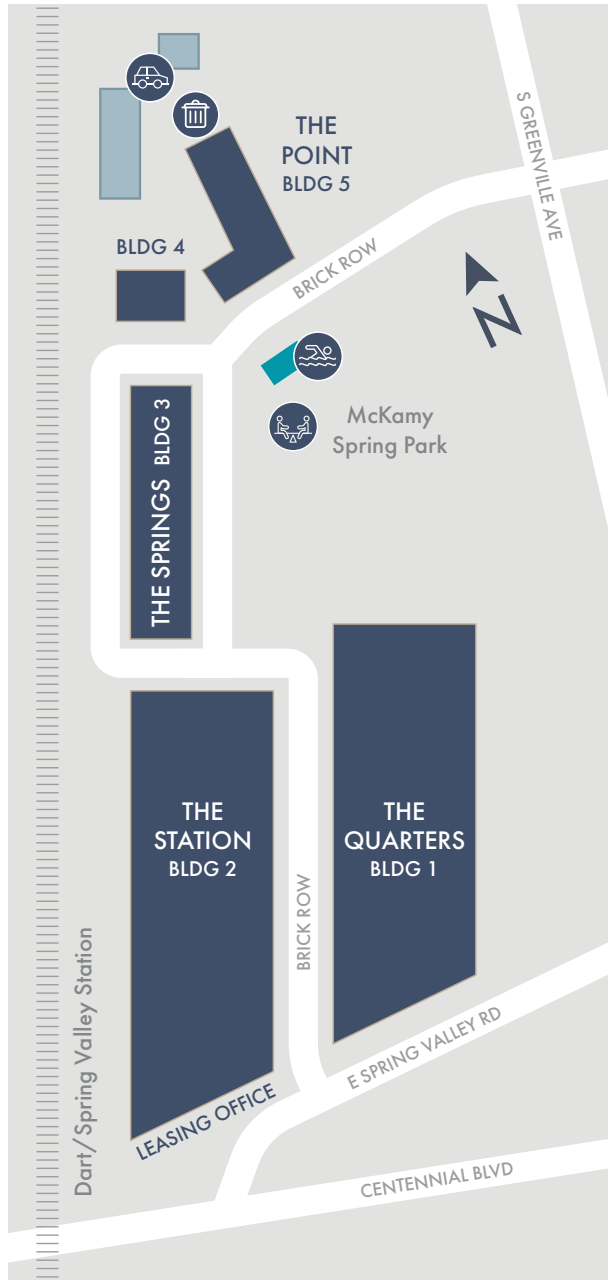 THE
POINT
BLDG 5
S GREENVILLE AVE
BLDG 4
BRICK ROW
N
McKamy
Spring Park
THE SPRINGS BLDG 3
THE
STATION
BLDG 2
THE
QUARTERS
BLDG 1
BRICK ROW
Dart/Spring Valley Station
E SPRING VALLEY RD
LEASING OFFICE
CENTENNIAL BLVD